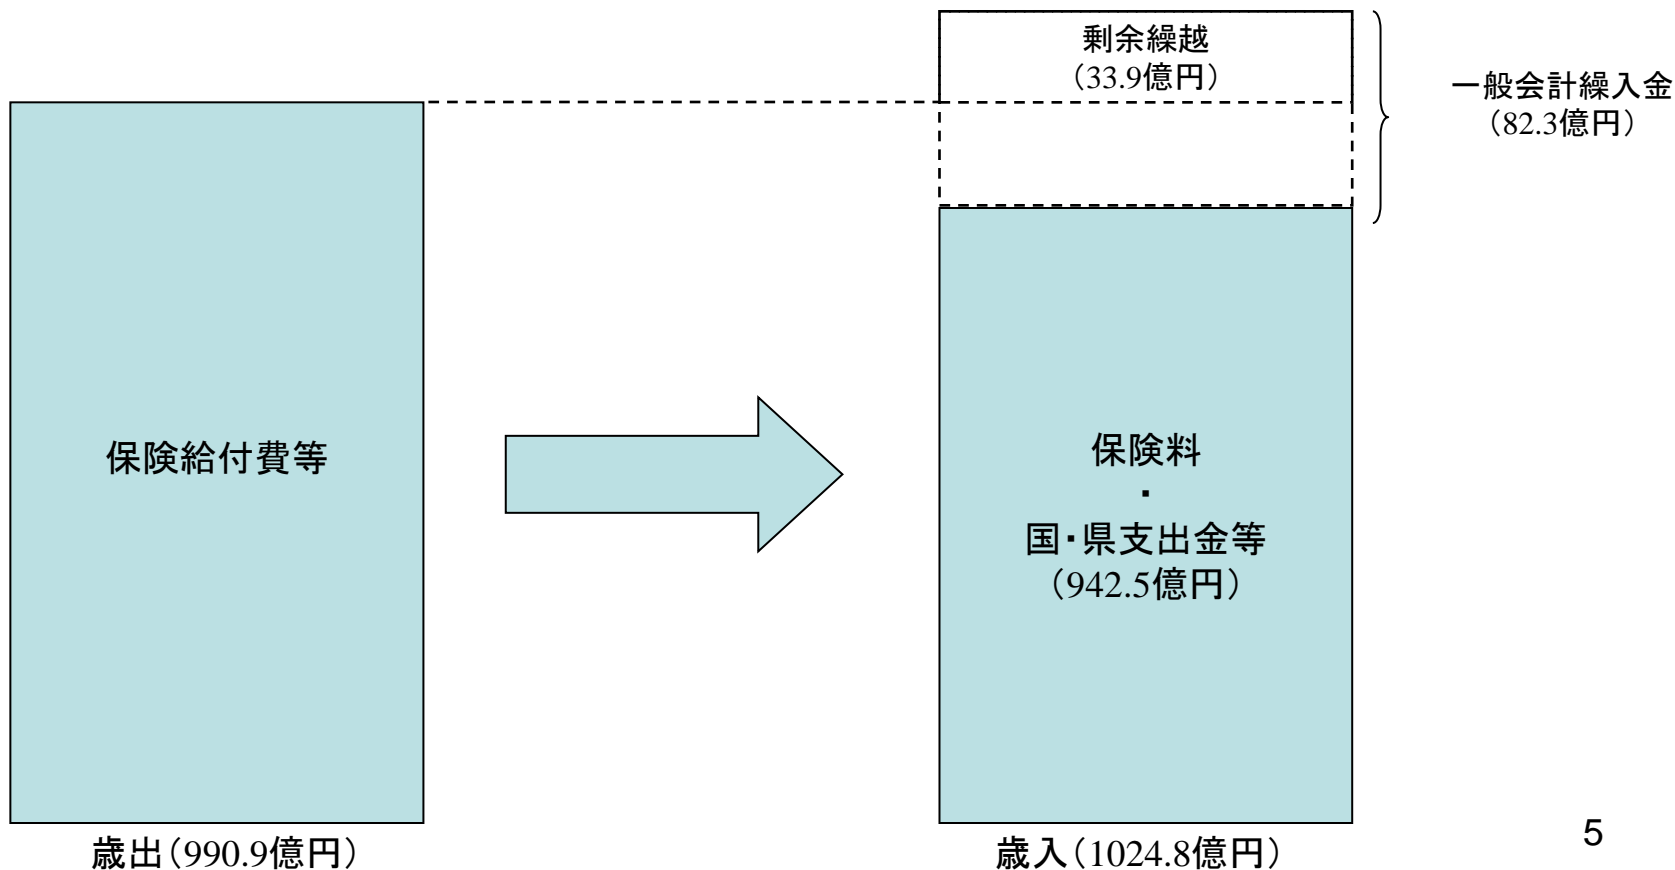 剰余繰越
（33.9億円）
一般会計繰入金
（82.3億円）
保険給付費等
保険料
・
国・県支出金等
（942.5億円）
歳出（990.9億円）
歳入（1024.8億円）
5